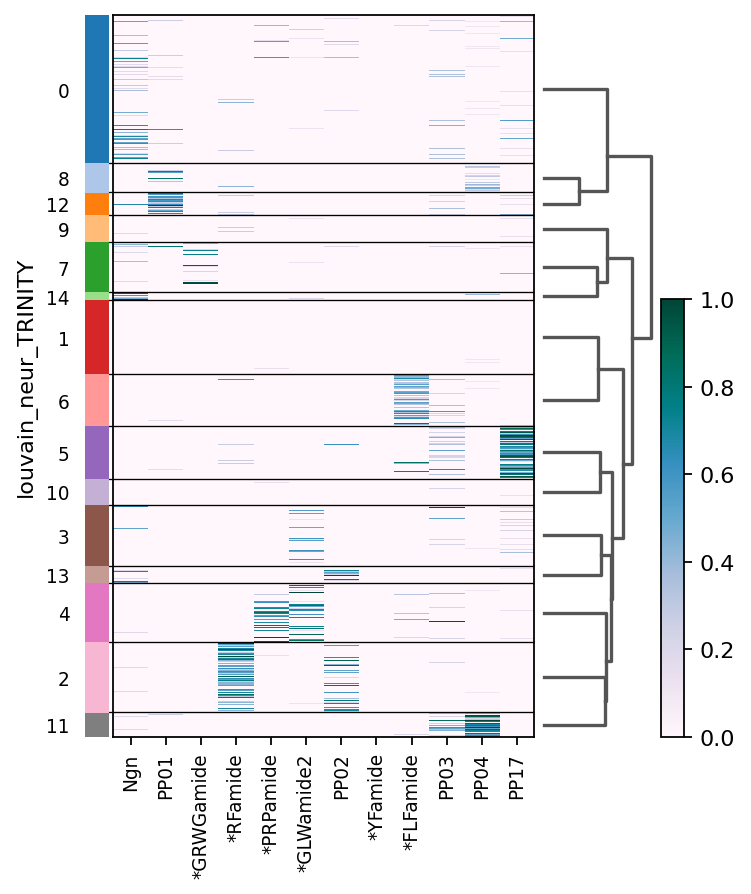 louvain_neur_TRINITY
0
8
12
9
7
14
1
6
5
10
3
13
4
2
11
Ngn
PP01
*GRWGamide
*RFamide
*PRPamide
*GLWamide2
PP02
*YFamide
*FLFamide
PP03
PP04
PP17
1.0
0.8
0.6
0.4
0.2
0.0